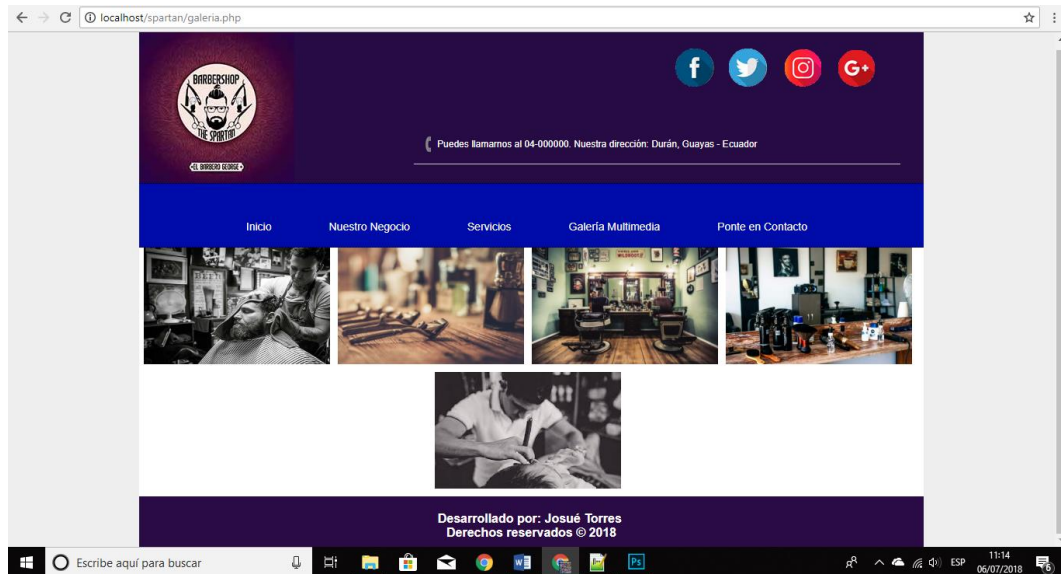 localhost/spartan/galeria.php
BARBERSHOP
THE SPARTAN
EL BARBERO GEORGE
f
G+
Puedes llamarnos al 04-000000. Nuestra dirección: Durán, Guayas - Ecuador
Inicio
Nuestro Negocio
Servicios
Galería Multimedia
Ponte en Contacto
Desarrollado por: Josué Torres
Derechos reservados © 2018
Escribe aquí para buscar
Ps
ESP
11:14
06/07/2018
6